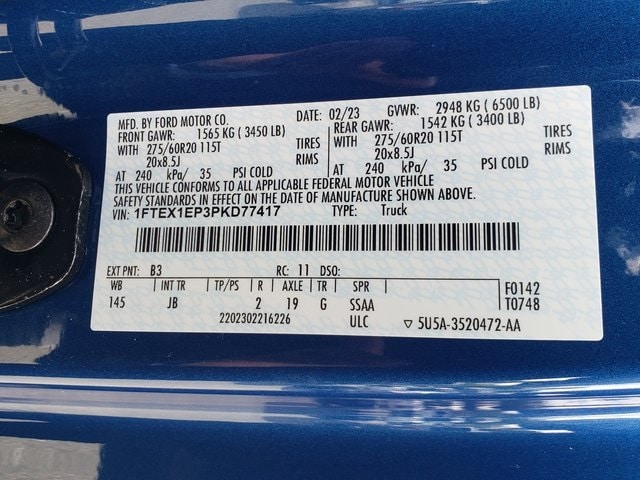 MFD. BY FORD MOTOR CO. DATE: 02/23 GVWR: 2948 KG ( 6500 LB)
FRONT GAWR: 1565 KG ( 3450 LB) REAR GAWR: 1542 KG ( 3400 LB)
WITH 275/60R20 115T TIRES WITH 275/60R20 115T TIRES
20x8.5J RIMS 20x8.5J RIMS
AT 240 kPa/ 35 PSI COLD AT 240 kPa/ 35 PSI COLD
THIS VEHICLE CONFORMS TO ALL APPLICABLE FEDERAL MOTOR VEHICLE
SAFETY STANDARDS IN EFFECT ON THE DATE OF MANUFACTURE SHOWN ABOVE.
VIN: 1FTEX1EP3PKD77417 TYPE: Truck
EXT PNT: B3 RC: 11 DSO:
WB INT TR TP/PS R AXLE TR SPR F0142
145 JB 2 19 G SSAA T0748
2202302216226 ULC ▽ 5U5A-3520472-AA